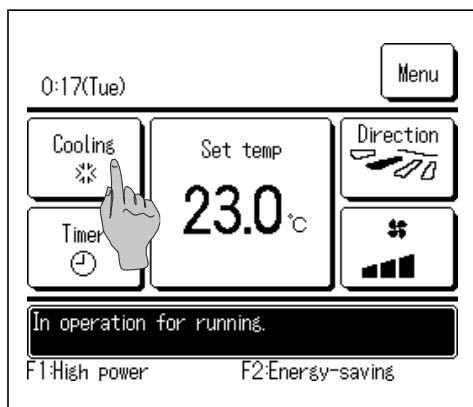 0:17(Tue)
Menu
Cooling
Set temp
Direction
23.0 ℃
Timer
In operation for running.
F1:High power
F2:Energy-saving